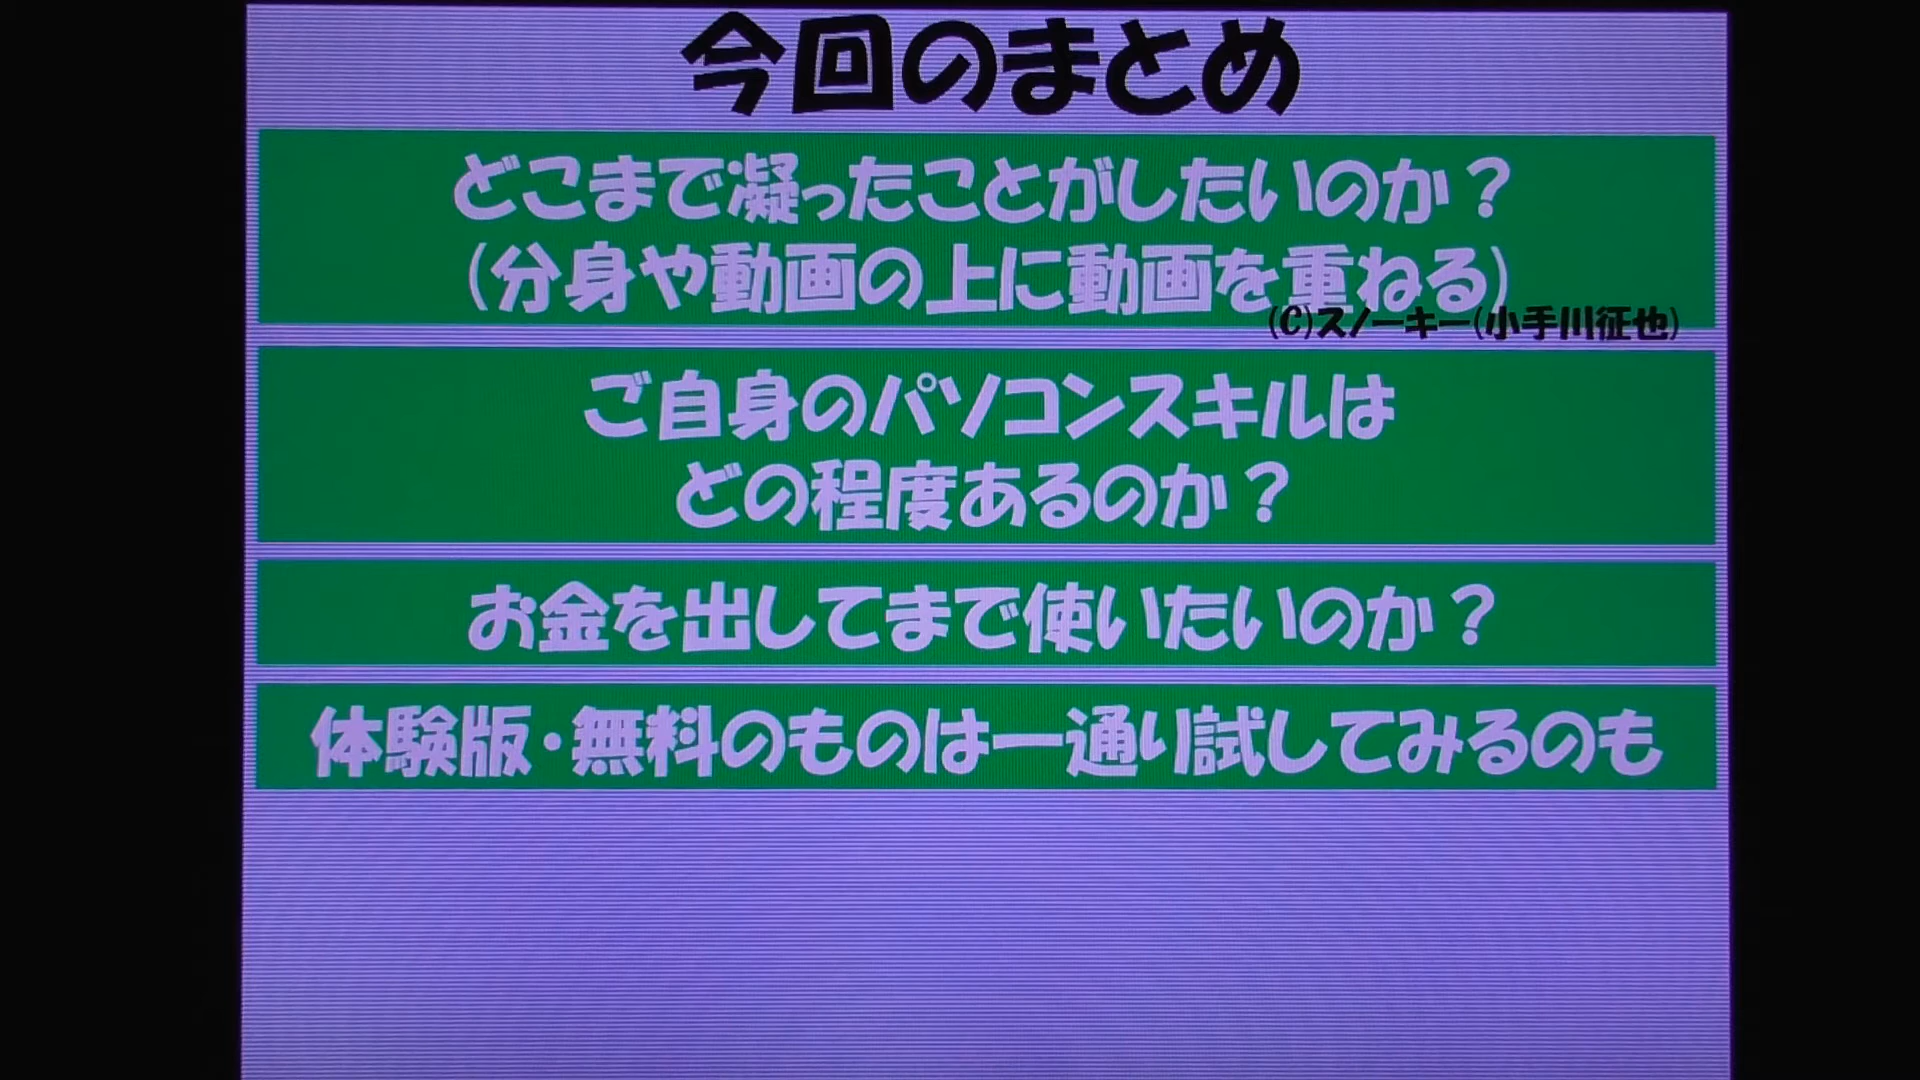 今回のまとめ
どこまで凝ったことがしたいのか？
(分身や動画の上に動画を重ねる)
(C)スノーキー(小手川征也)
ご自身のパソコンスキルは
どの程度あるのか？
お金を出してまで使いたいのか？
体験版・無料のものは一通り試してみるのも